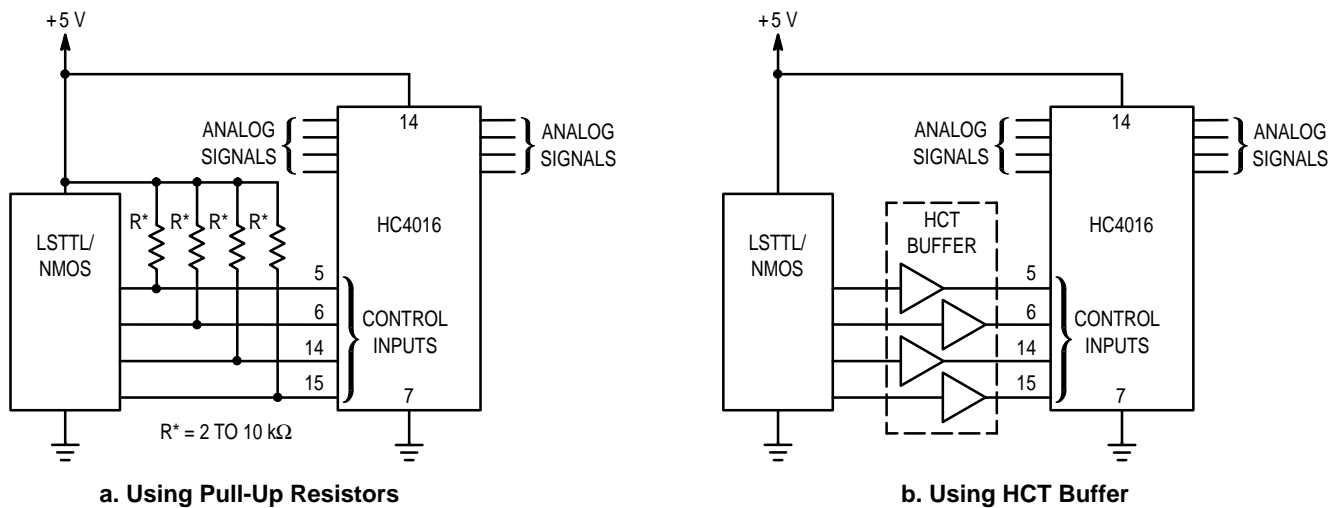 +5 V
ANALOG
SIGNALS
14
ANALOG
SIGNALS
R* R* R* R*
HC4016
LSTTL/
NMOS
5
6
14
15
CONTROL
INPUTS
7
R* = 2 TO 10 kΩ
a. Using Pull-Up Resistors
+5 V
ANALOG
SIGNALS
14
ANALOG
SIGNALS
HCT
BUFFER
HC4016
LSTTL/
NMOS
5
6
14
15
CONTROL
INPUTS
7
b. Using HCT Buffer